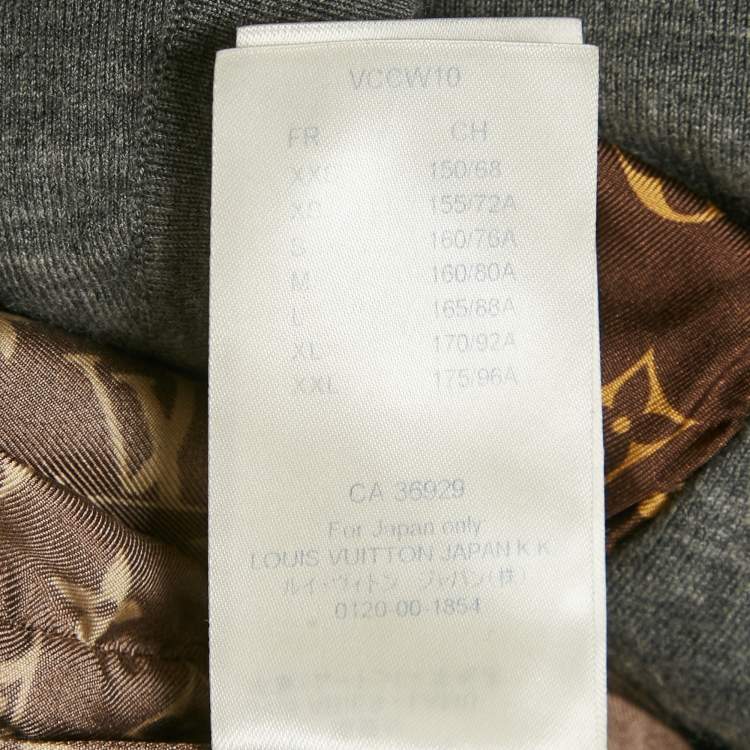 VCCW10
FR CH
XXS 150/68
XS 155/72A
S 160/76A
M 160/80A
L 165/88A
XL 170/92A
XXL 175/96A
CA 36929
For Japan only
LOUIS VUITTON JAPAN K K
ルイ・ヴィトン ジャパン(株)
0120-00-1854